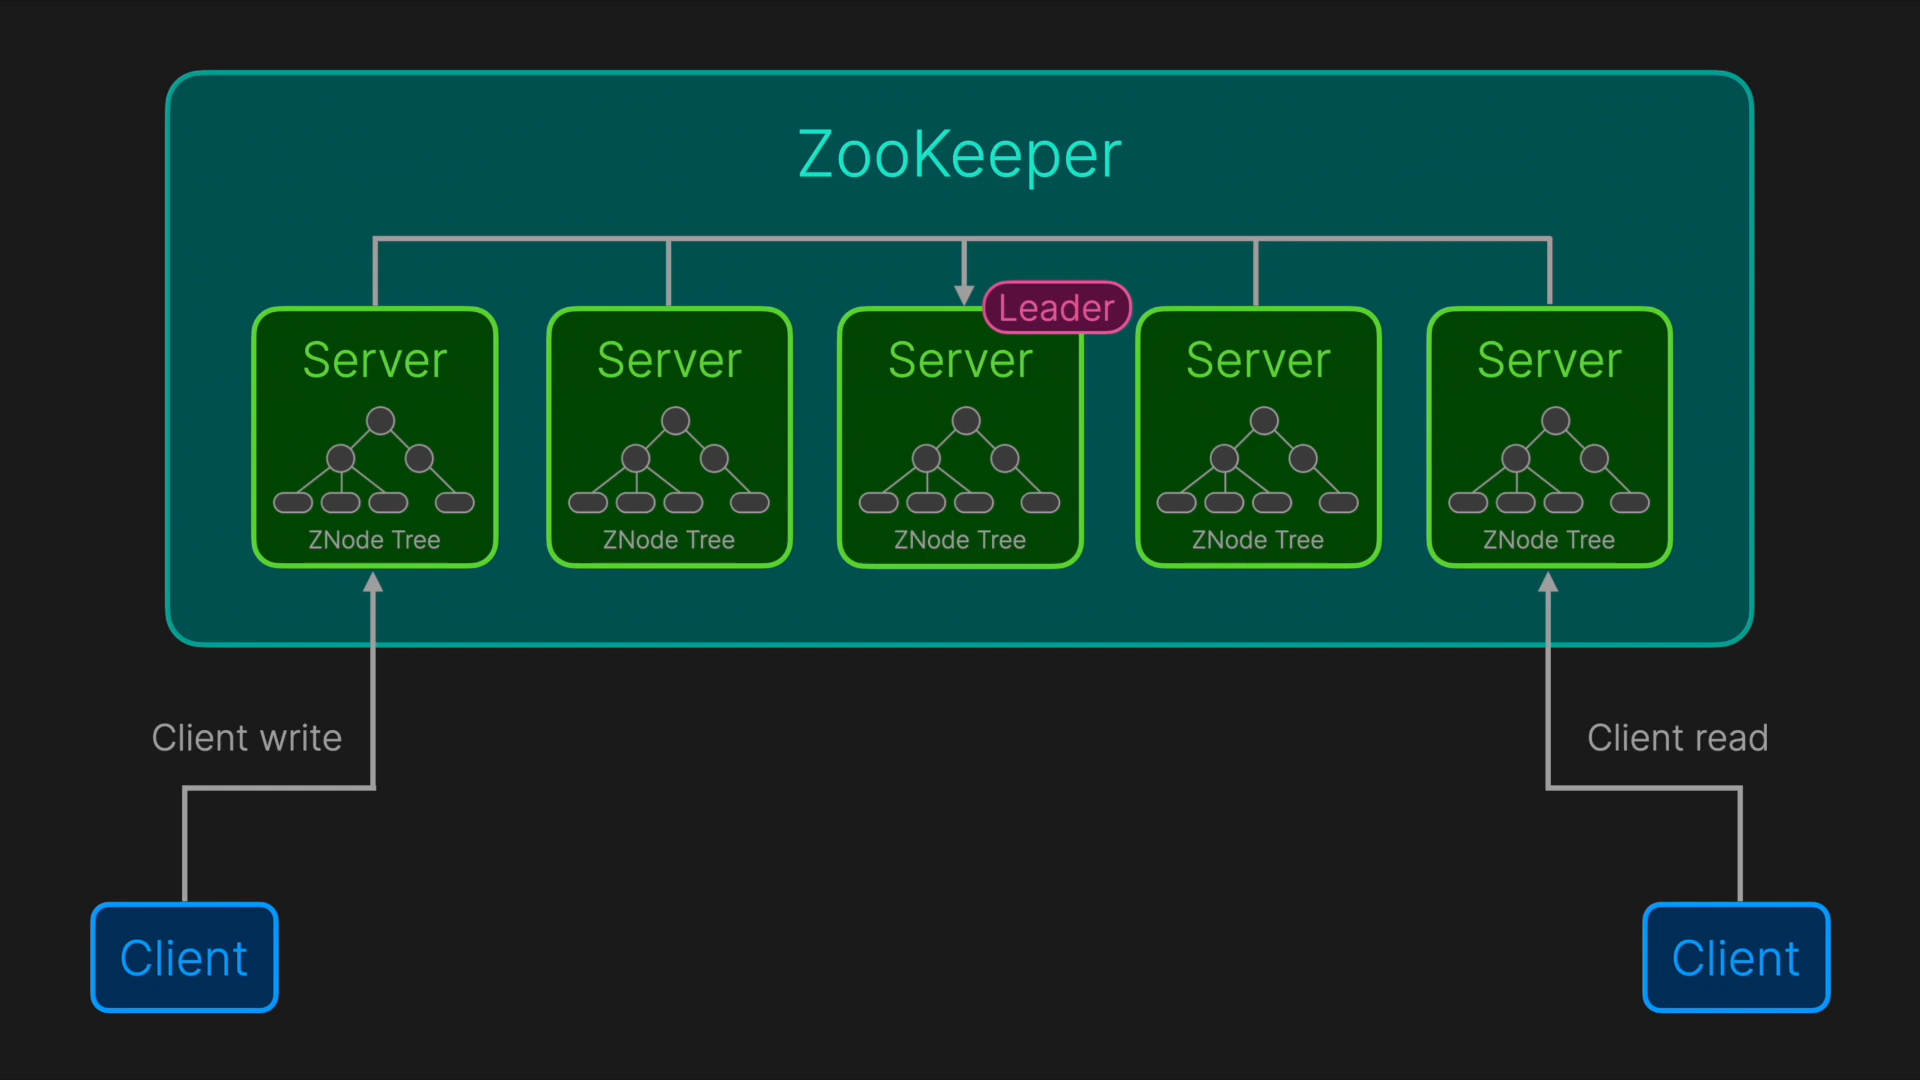 ZooKeeper
Leader
Server
Server
Server
Server
Server
ZNode Tree
ZNode Tree
ZNode Tree
ZNode Tree
ZNode Tree
Client write
Client read
Client
Client